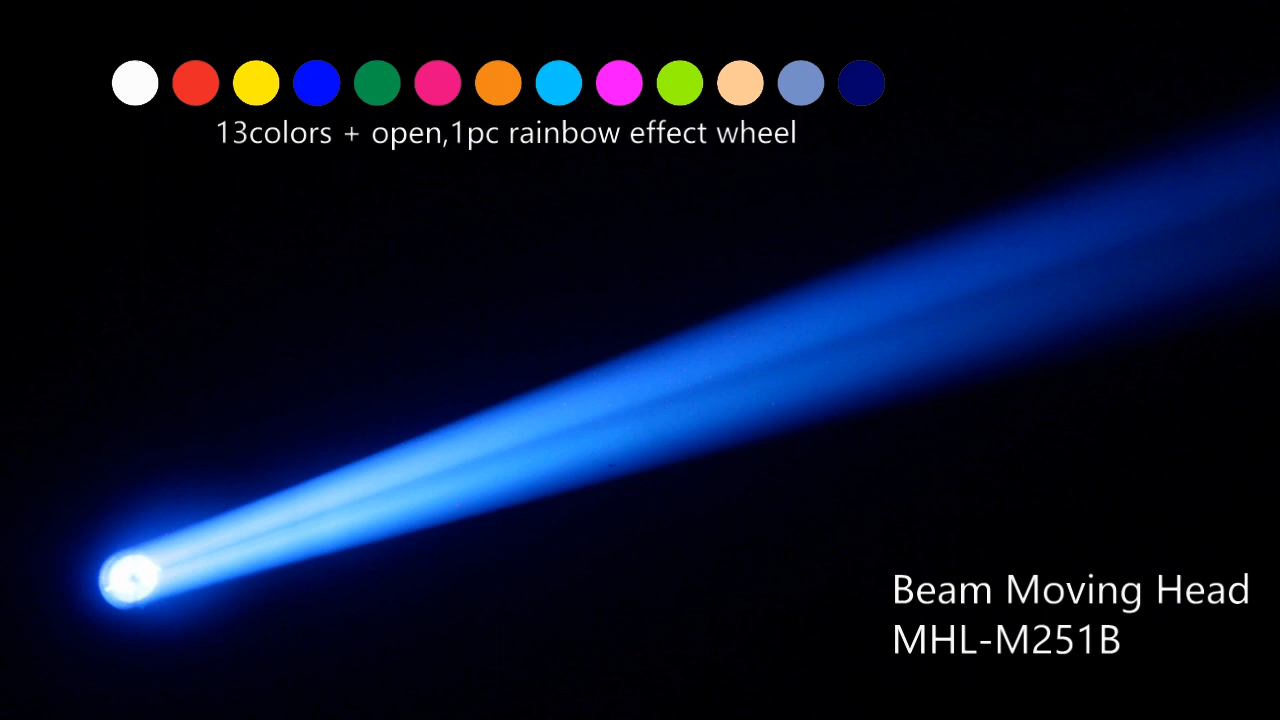 13colors + open,1pc rainbow effect wheel
Beam Moving Head
MHL-M251B